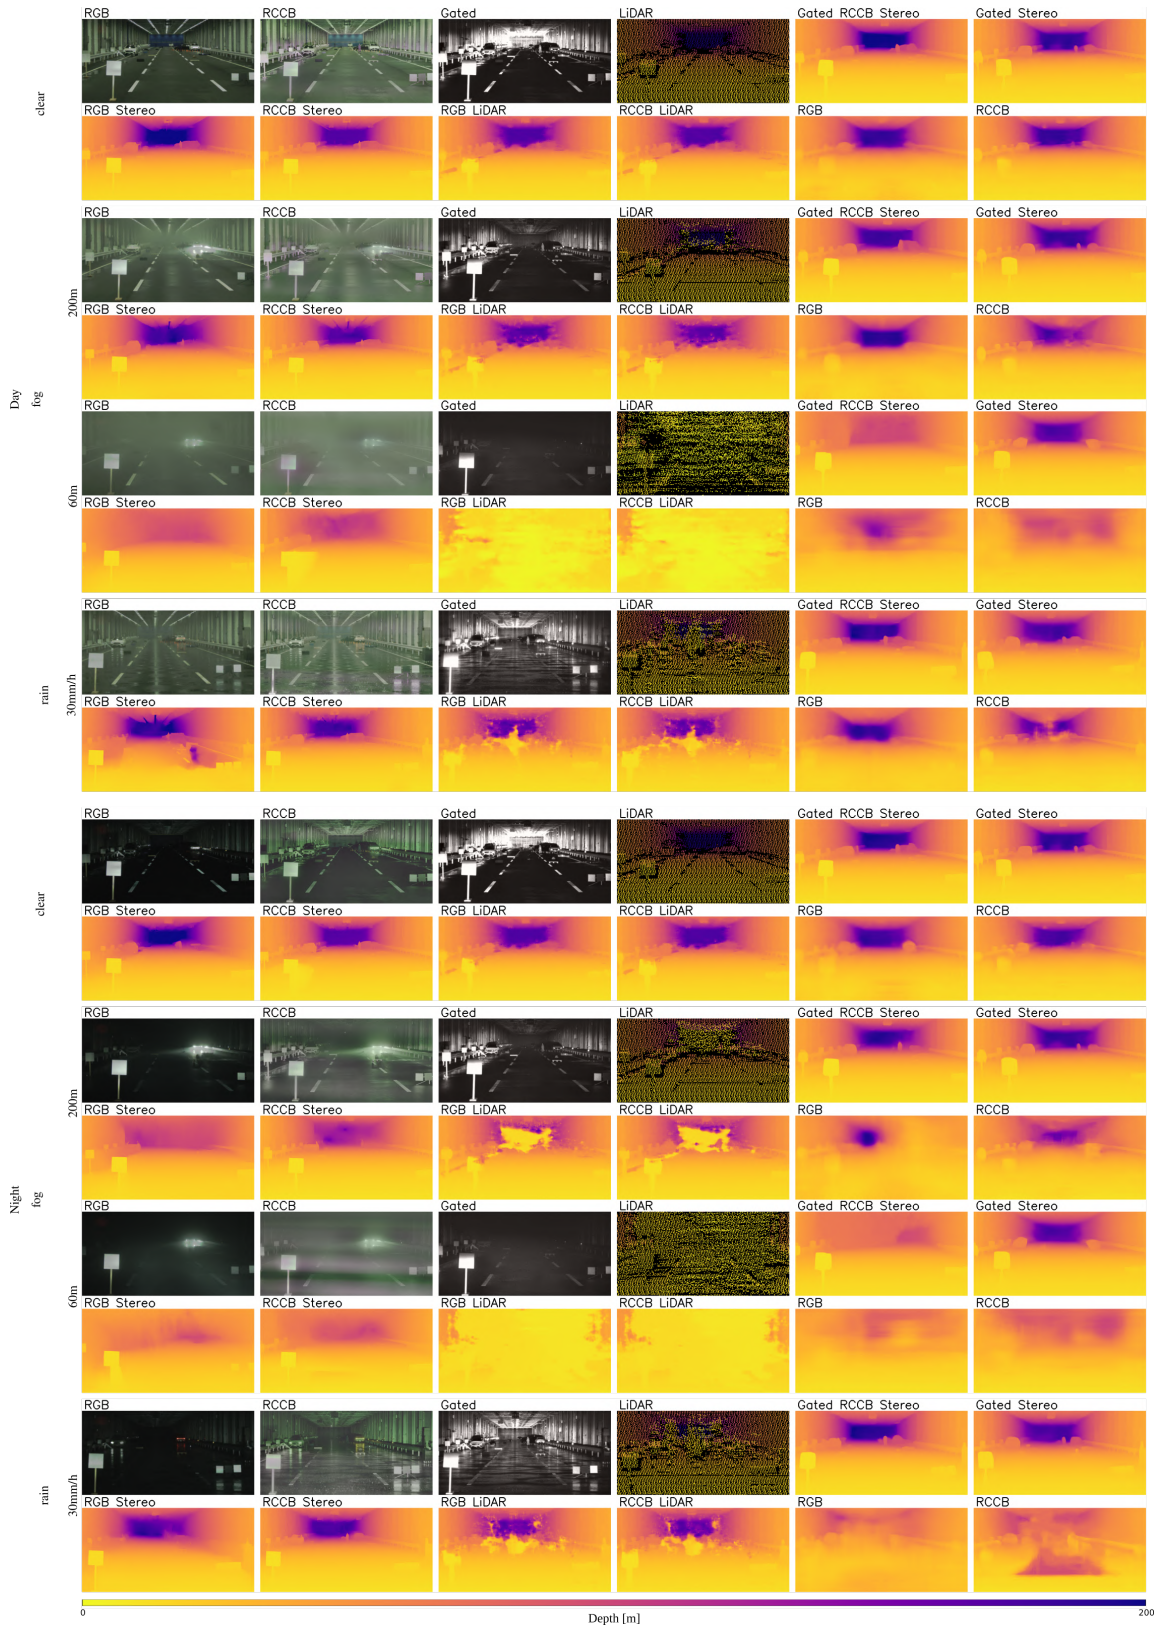 RGB RCCB Gated LiDAR Gated RCCB Stereo Gated Stereo
clear
RGB Stereo RCCB Stereo RGB LiDAR RCCB LiDAR RGB RCCB
RGB RCCB Gated LiDAR Gated RCCB Stereo Gated Stereo
200m
RGB Stereo RCCB Stereo RGB LiDAR RCCB LiDAR RGB RCCB
Day
fog
RGB RCCB Gated LiDAR Gated RCCB Stereo Gated Stereo
60m
RGB Stereo RCCB Stereo RGB LiDAR RCCB LiDAR RGB RCCB
RGB RCCB Gated LiDAR Gated RCCB Stereo Gated Stereo
rain
30mm/h
RGB Stereo RCCB Stereo RGB LiDAR RCCB LiDAR RGB RCCB
RGB RCCB Gated LiDAR Gated RCCB Stereo Gated Stereo
clear
RGB Stereo RCCB Stereo RGB LiDAR RCCB LiDAR RGB RCCB
RGB RCCB Gated LiDAR Gated RCCB Stereo Gated Stereo
200m
RGB Stereo RCCB Stereo RGB LiDAR RCCB LiDAR RGB RCCB
Night
fog
RGB RCCB Gated LiDAR Gated RCCB Stereo Gated Stereo
60m
RGB Stereo RCCB Stereo RGB LiDAR RCCB LiDAR RGB RCCB
RGB RCCB Gated LiDAR Gated RCCB Stereo Gated Stereo
rain
30mm/h
RGB Stereo RCCB Stereo RGB LiDAR RCCB LiDAR RGB RCCB
0 200
Depth [m]